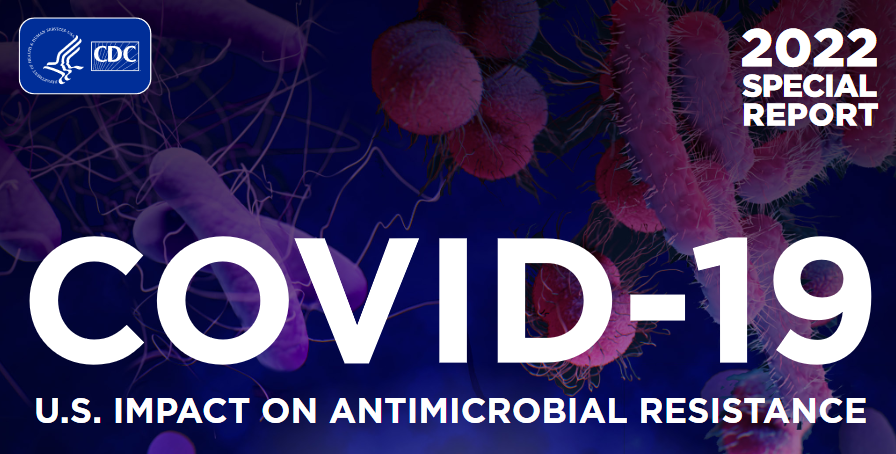 CDC
2022
SPECIAL
REPORT
COVID-19
U.S. IMPACT ON ANTIMICROBIAL RESISTANCE